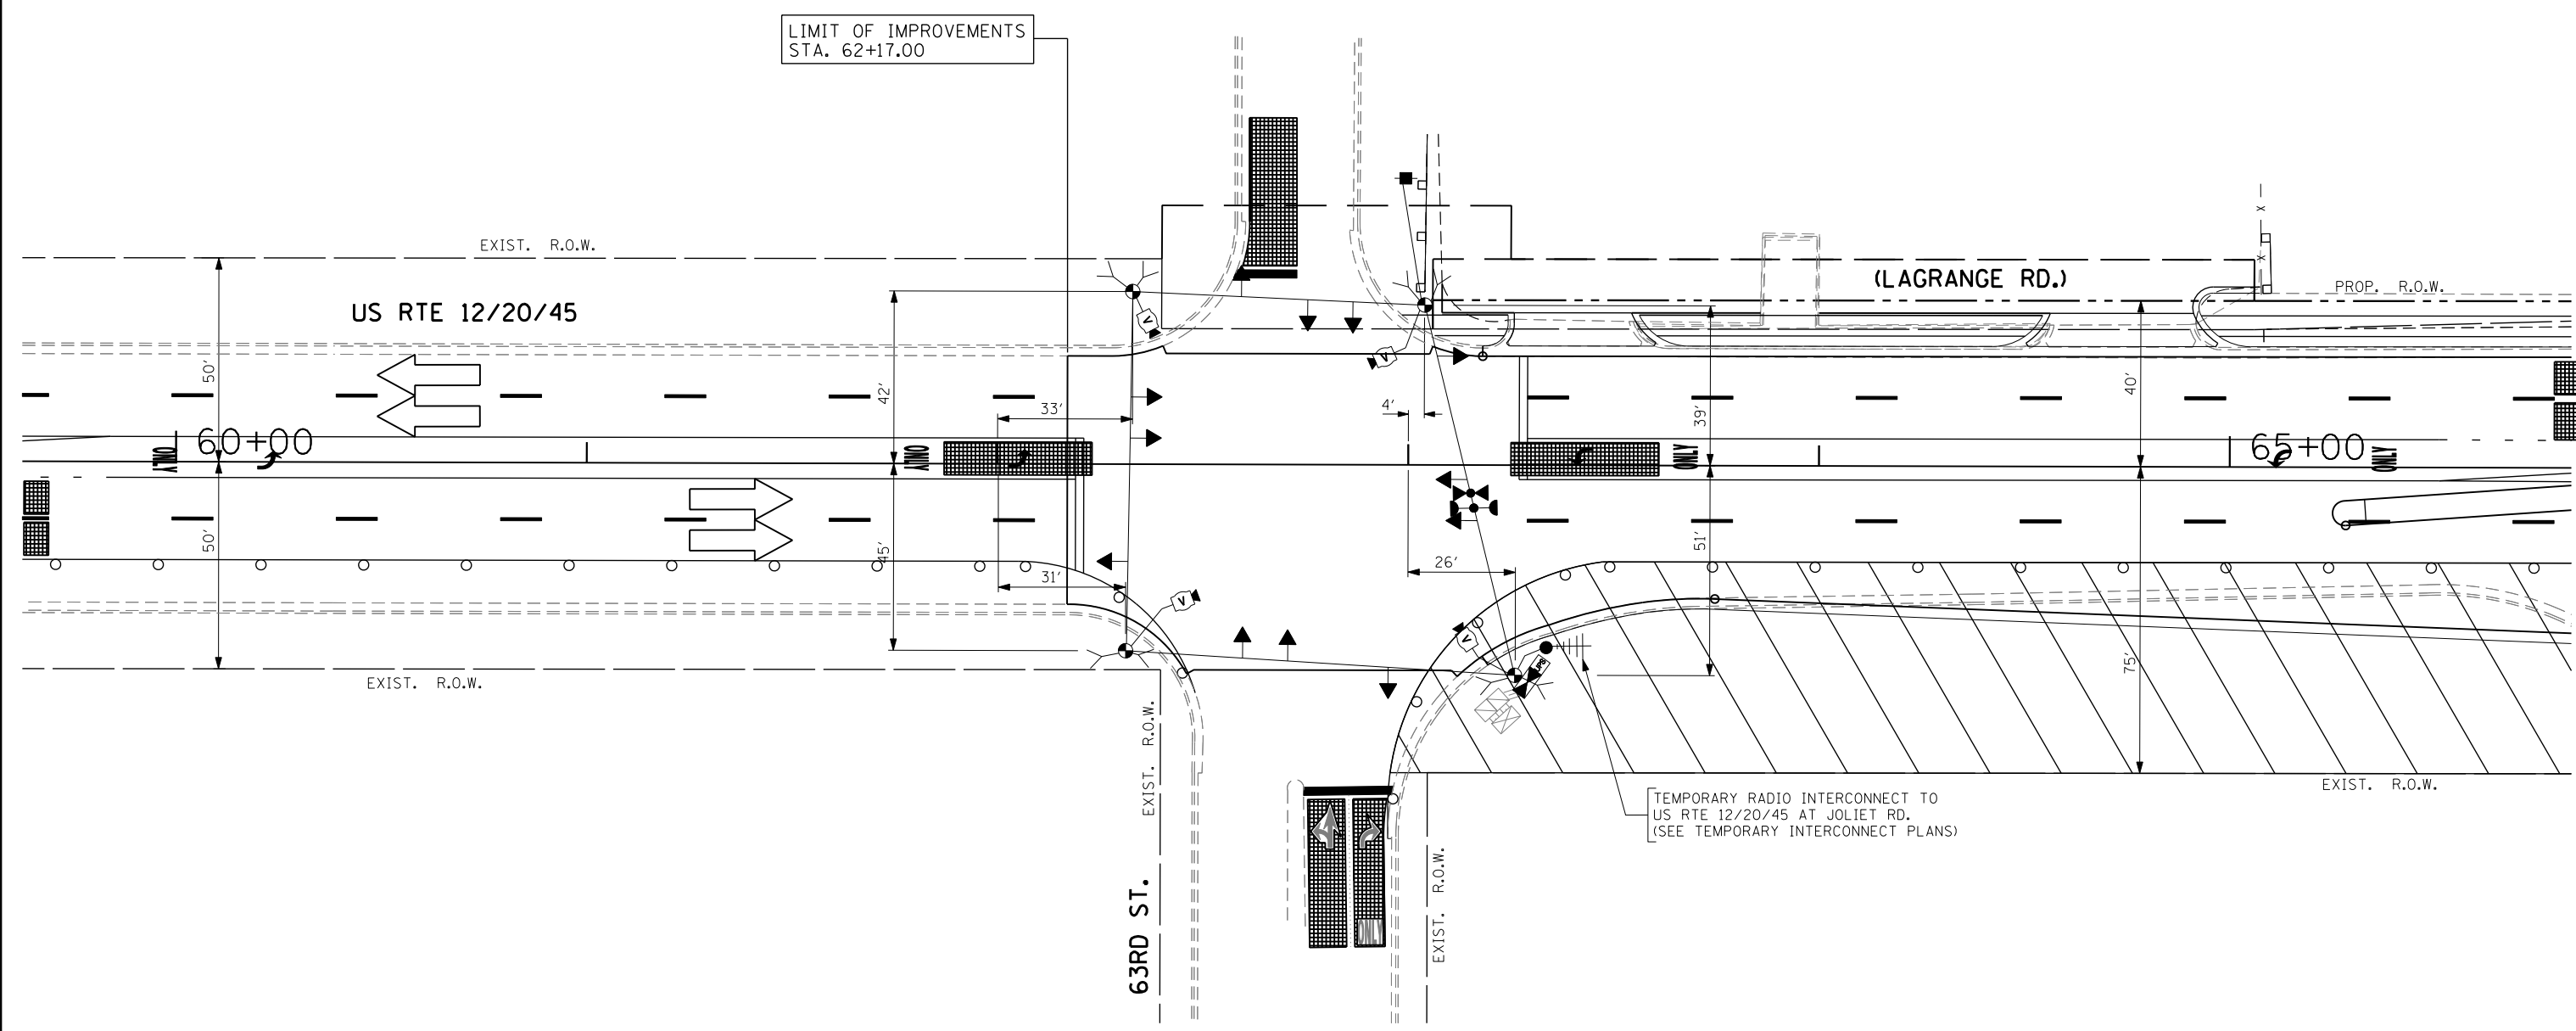 LIMIT OF IMPROVEMENTS
STA. 62+17.00
EXIST. R.O.W.
(LAGRANGE RD.)
PROP. R.O.W.
US RTE 12/20/45
50'
42'
33'
4'
39'
40'
60+00
65+00
ONLY
ONLY
ONLY
ONLY
V
V
50'
45'
31'
26'
51'
75'
V
V
UPS
EXIST. R.O.W.
EXIST. R.O.W.
EXIST. R.O.W.
TEMPORARY RADIO INTERCONNECT TO
US RTE 12/20/45 AT JOLIET RD.
(SEE TEMPORARY INTERCONNECT PLANS)
63RD ST.
EXIST. R.O.W.
ONLY
X
X